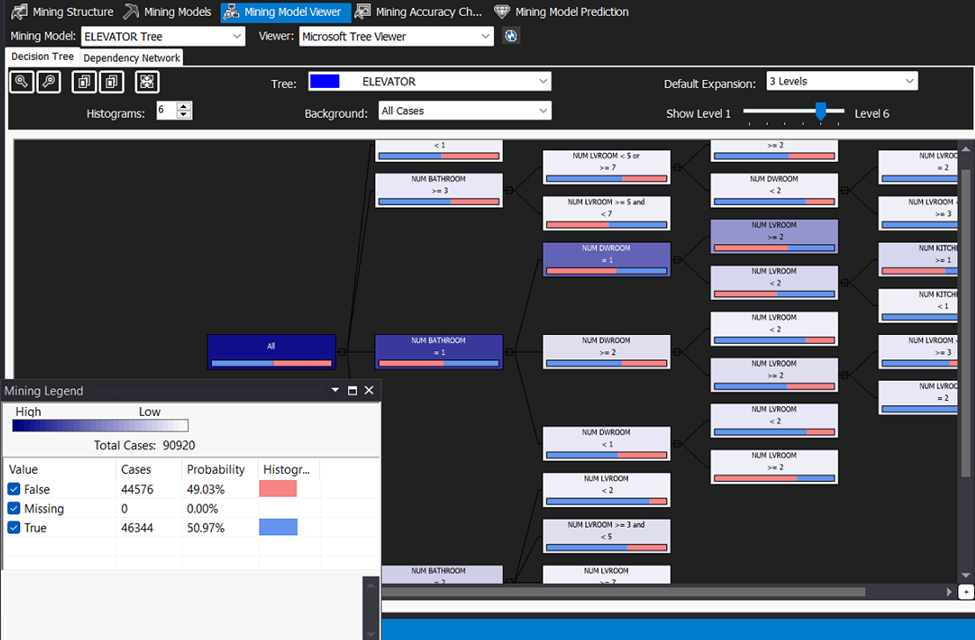 Mining Structure Mining Models Mining Model Viewer Mining Accuracy Ch... Mining Model Prediction
Mining Model: ELEVATOR Tree Viewer: Microsoft Tree Viewer
Decision Tree Dependency Network
Tree: ELEVATOR Default Expansion: 3 Levels
Histograms: 6 Background: All Cases Show Level 1 Level 6
< 1
>= 2
NUM BATHROOM
>= 3
NUM LVROOM < 5 or
>= 7
NUM LVROOM >= 5 and
< 7
NUM DWROOM
< 2
NUM LVROO
= 2
NUM LVROOM
>= 3
NUM DWROOM
= 1
NUM LVROOM
>= 2
NUM LVROOM
< 2
NUM KITCHE
>= 1
NUM KITCH
< 1
All
NUM BATHROOM
= 1
NUM DWROOM
>= 2
NUM LVROOM
< 2
NUM LVROOM
>= 2
NUM LVROOM
>= 3
NUM LVROO
= 2
NUM DWROOM
< 1
NUM LVROOM
< 2
NUM LVROOM
>= 2
NUM LVROOM
< 2
NUM LVROOM >= 3 and
< 5
NUM BATHROOM
= 2
NUM LVROOM
>= 7
Mining Legend
High Low
Total Cases: 90920
Value Cases Probability Histogr...
False 44576 49.03%
Missing 0 0.00%
True 46344 50.97%